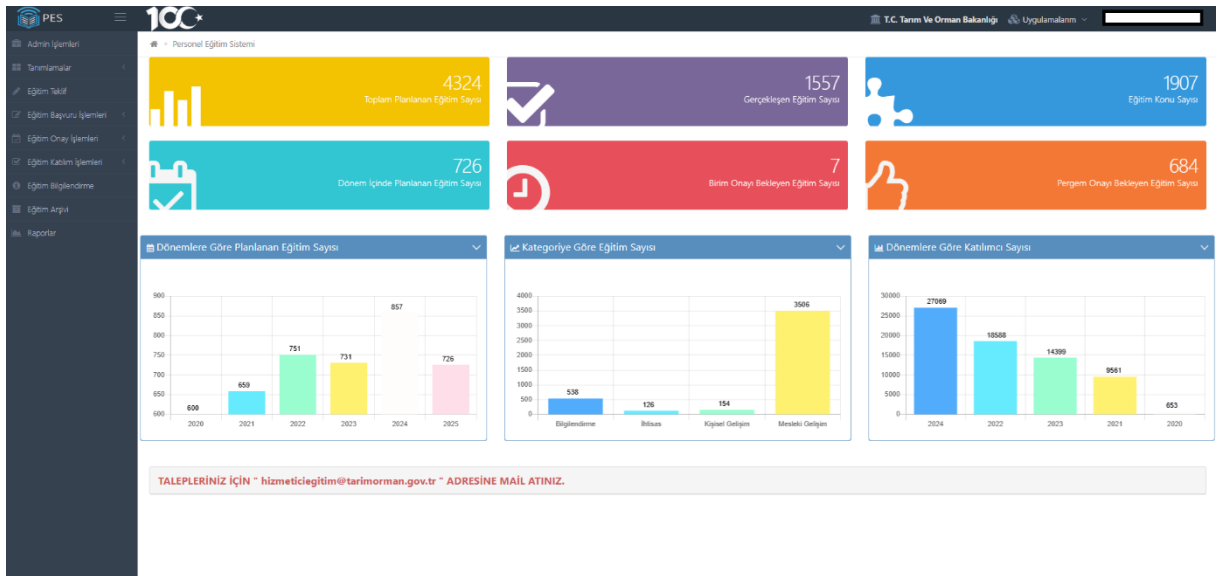 PES
100
T.C. Tarım Ve Orman Bakanlığı
Uygulamalarım
Admin İşlemleri
Tanımlamalar
Eğitim Teklif
Eğitim Başvuru İşlemleri
Eğitim Onay İşlemleri
Eğitim Katılım İşlemleri
Eğitim Bilgilendirme
Eğitim Arşivi
Raporlar
Personel Eğitim Sistemi
4324
Toplam Planlanan Eğitim Sayısı
1557
Gerçekleşen Eğitim Sayısı
1907
Eğitim Konu Sayısı
726
Dönem İçinde Planlanan Eğitim Sayısı
7
Birim Onayı Bekleyen Eğitim Sayısı
684
Pergem Onayı Bekleyen Eğitim Sayısı
Dönemlere Göre Planlanan Eğitim Sayısı
900
850
800
750
700
650
600
600
659
751
731
857
726
2020 2021 2022 2023 2024 2025
Kategoriye Göre Eğitim Sayısı
4000
3500
3000
2500
2000
1500
1000
500
0
538
126
154
3506
Bilgilendirme İhtisas Kişisel Gelişim Mesleki Gelişim
Dönemlere Göre Katılımcı Sayısı
30000
25000
20000
15000
10000
5000
0
27069
18588
14399
9561
653
2024 2022 2023 2021 2020
TALEPLERİNİZ İÇİN " hizmeticiegitim@tarimorman.gov.tr " ADRESİNE MAİL ATINIZ.